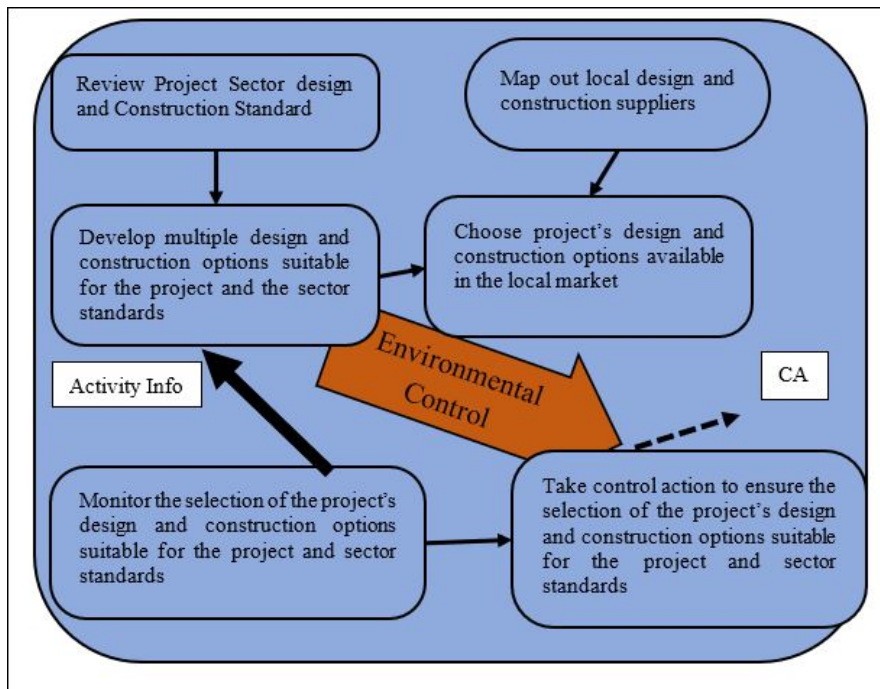 Review Project Sector design
and Construction Standard
Map out local design and
construction suppliers
Develop multiple design and
construction options suitable
for the project and the sector
standards
Choose project's design and
construction options available
in the local market
Environmental
Control
Activity Info
CA
Monitor the selection of the project's
design and construction options
suitable for the project and sector
standards
Take control action to ensure the
selection of the project's design
and construction options suitable
for the project and sector
standards